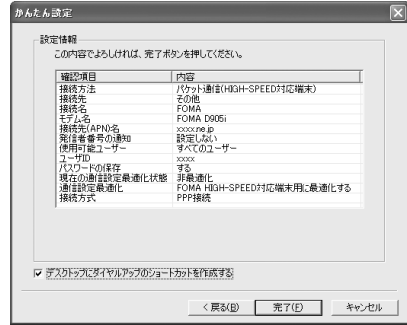 かんたん設定
設定情報
この内容でよろしければ、完了ボタンを押してください。
確認項目 内容
接続方法 パケット通信(HIGH-SPEED対応端末)
接続先 その他
接続名 FOMA
モデム名 FOMA D905i
接続先(APN)名 xxxx.ne.jp
発信者番号の通知 設定しない
使用可能ユーザー すべてのユーザー
ユーザID xxxx
パスワードの保存 する
現在の通信設定最適化状態 非最適化
通信設定最適化 FOMA HIGH-SPEED対応端末用に最適化する
接続方式 PPP接続
デスクトップにダイヤルアップのショートカットを作成する
< 戻る(B) 完了(F) キャンセル